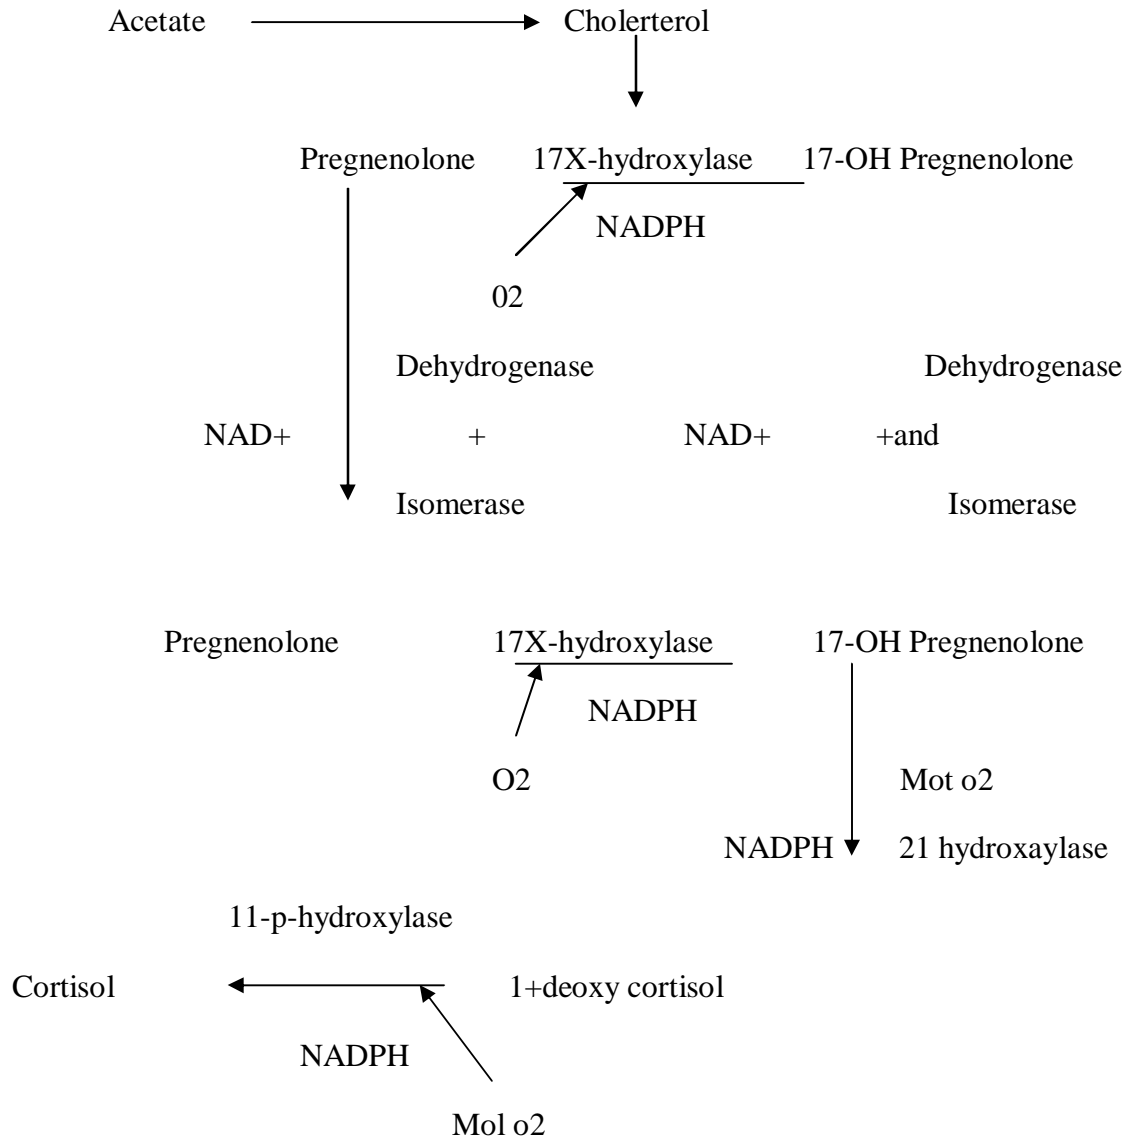 Acetate Cholerterol
Pregnenolone 17X-hydroxylase 17-OH Pregnenolone
NADPH
02
Dehydrogenase Dehydrogenase
NAD+ + NAD+ +and
Isomerase Isomerase
Pregnenolone 17X-hydroxylase 17-OH Pregnenolone
NADPH
O2 Mot o2
NADPH 21 hydroxaylase
11-p-hydroxylase
Cortisol 1+deoxy cortisol
NADPH
Mol o2